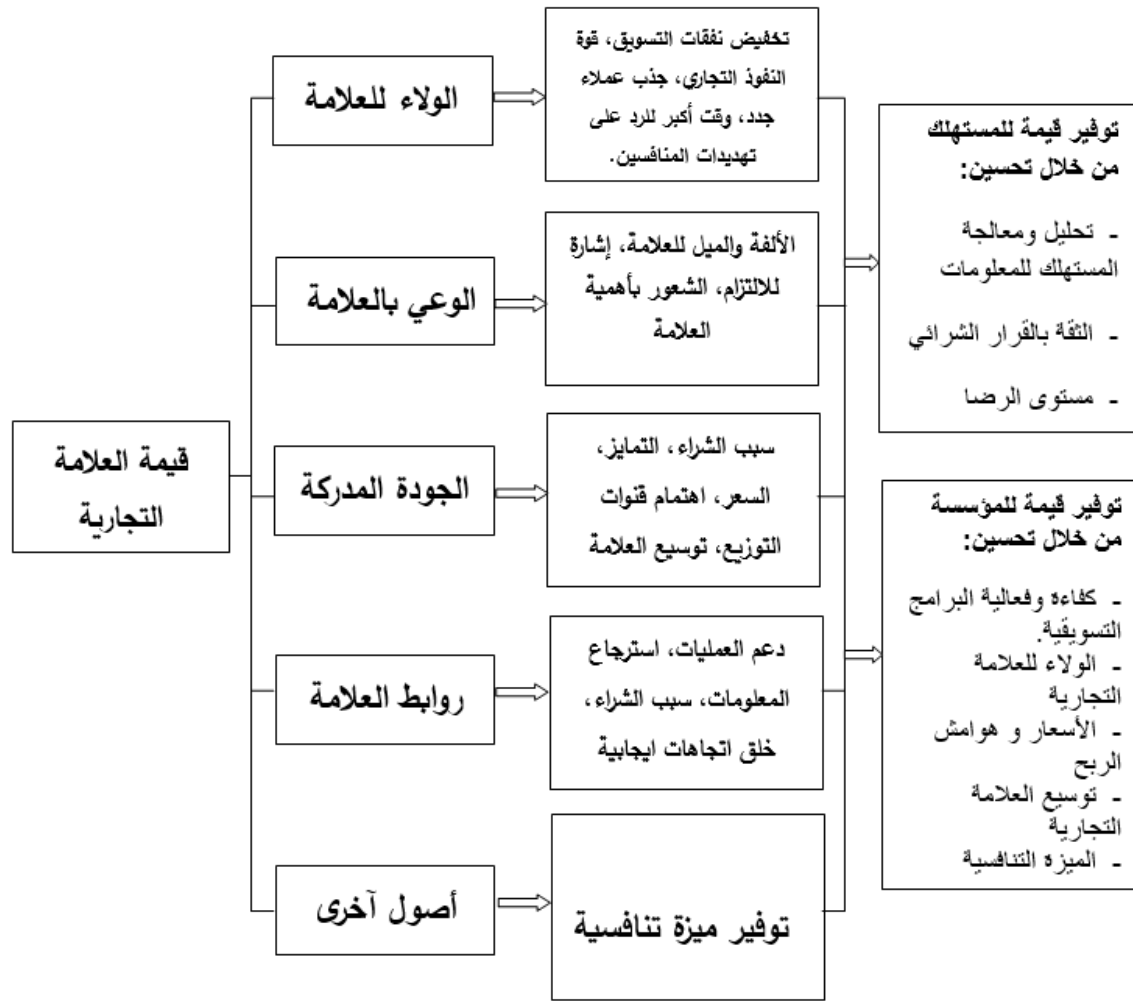 قيمة العلامة
التجارية
الولاء للعلامة
تخفيض نفقات التسويق، قوة
النفوذ التجاري، جذب عملاء
جدد، وقت أكبر للرد على
تهديدات المنافسين.
الوعي بالعلامة
الألفة والميل للعلامة، إشارة
للالتزام، الشعور بأهمية
العلامة
الجودة المدركة
سبب الشراء، التمايز،
السعر، اهتمام قنوات
التوزيع، توسيع العلامة
روابط العلامة
دعم العمليات، استرجاع
المعلومات، سبب الشراء،
خلق اتجاهات ايجابية
أصول آخرى
توفير ميزة تنافسية
توفير قيمة للمستهلك
من خلال تحسين:
- تحليل ومعالجة
المستهلك للمعلومات
- الثقة بالقرار الشرائي
- مستوى الرضا
توفير قيمة للمؤسسة
من خلال تحسين:
- كفاءة وفعالية البرامج
التسويقية.
- الولاء للعلامة
التجارية
- الأسعار و هوامش
الربح
- توسيع العلامة
التجارية
- الميزة التنافسية